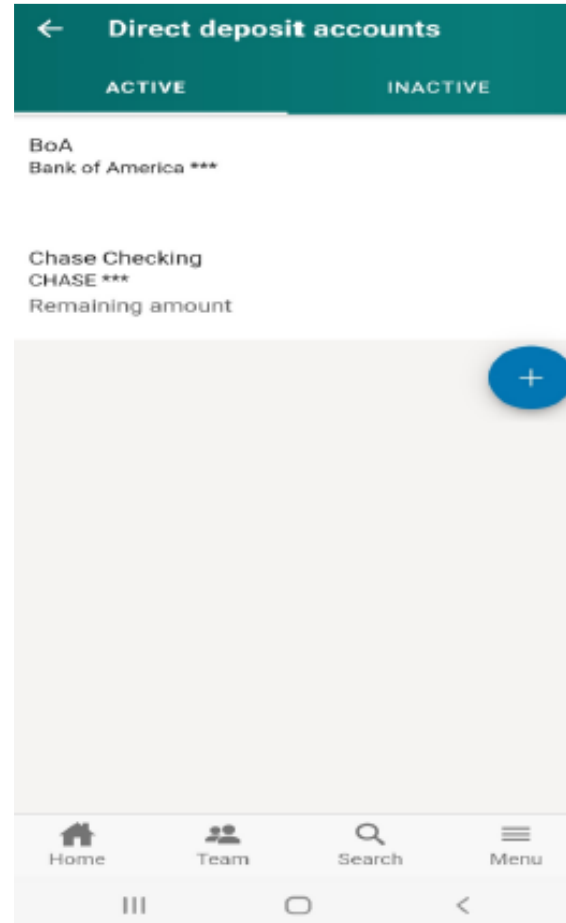 Direct deposit accounts
ACTIVE INACTIVE
BoA
Bank of America ***
Chase Checking
CHASE ***
Remaining amount
+
Home Team Search Menu